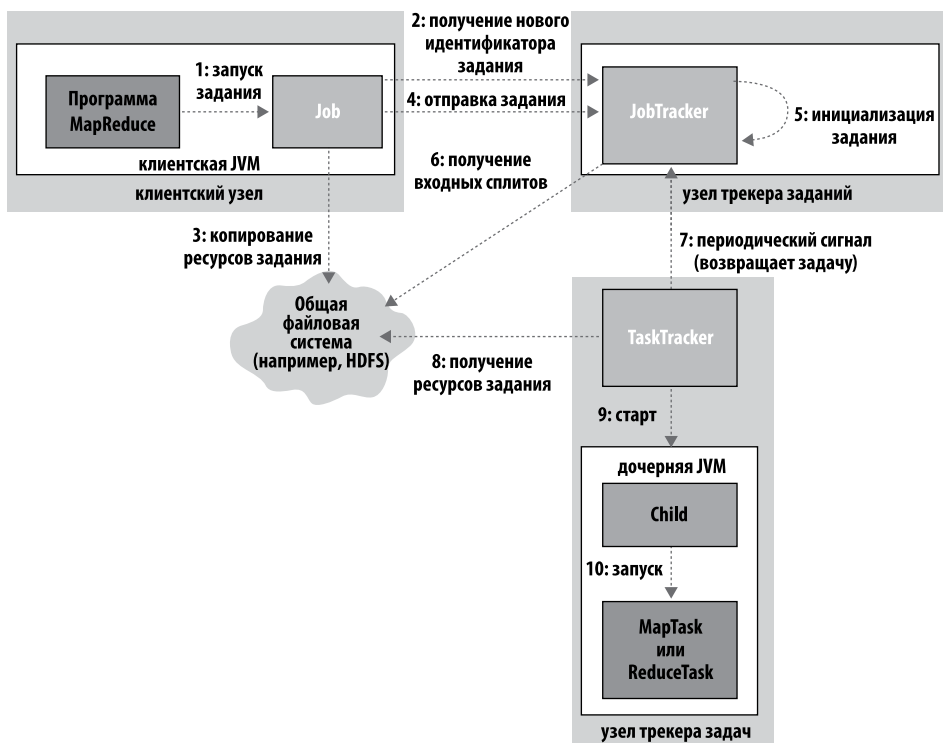 2: получение нового
идентификатора
задания
1: запуск
задания
Программа
MapReduce
Job
4: отправка задания
JobTracker
5: инициализация
задания
клиентская JVM
клиентский узел
6: получение
входных сплитов
узел трекера заданий
3: копирование
ресурсов задания
7: периодический сигнал
(возвращает задачу)
Общая
файловая
система
(например, HDFS)
TaskTracker
8: получение
ресурсов задания
9: старт
дочерняя JVM
Child
10: запуск
MapTask
или
ReduceTask
узел трекера задач